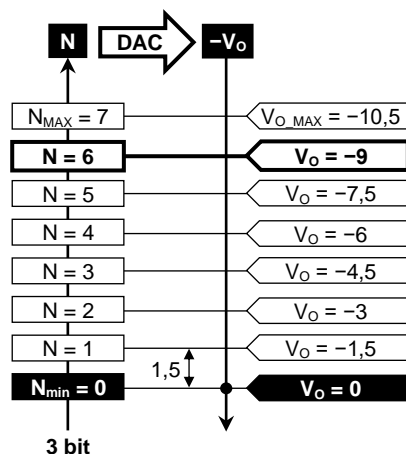 N DAC −VO
NMAX = 7 VO_MAX = −10,5
N = 6 VO = −9
N = 5 VO = −7,5
N = 4 VO = −6
N = 3 VO = −4,5
N = 2 VO = −3
N = 1 VO = −1,5
1,5
Nmin = 0 VO = 0
3 bit